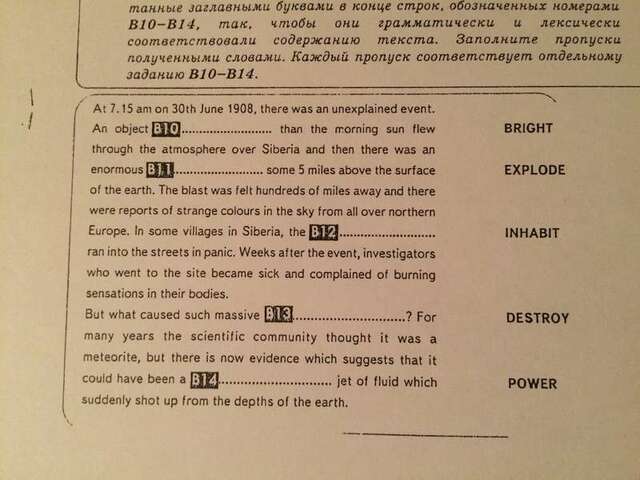 танные заглавными буквами в конце строк, обозначенных номерами
В10–В14, так, чтобы они грамматически и лексически
соответствовали содержанию текста. Заполните пропуски
полученными словами. Каждый пропуск соответствует отдельному
заданию В10–В14.
At 7.15 am on 30th June 1908, there was an unexplained event.
An object B10........................... than the morning sun flew BRIGHT
through the atmosphere over Siberia and then there was an
enormous B11.......................... some 5 miles above the surface EXPLODE
of the earth. The blast was felt hundreds of miles away and there
were reports of strange colours in the sky from all over northern
Europe. In some villages in Siberia, the B12............................ INHABIT
ran into the streets in panic. Weeks after the event, investigators
who went to the site became sick and complained of burning
sensations in their bodies.
But what caused such massive B13.................................? For DESTROY
many years the scientific community thought it was a
meteorite, but there is now evidence which suggests that it
could have been a B14................................. jet of fluid which POWER
suddenly shot up from the depths of the earth.